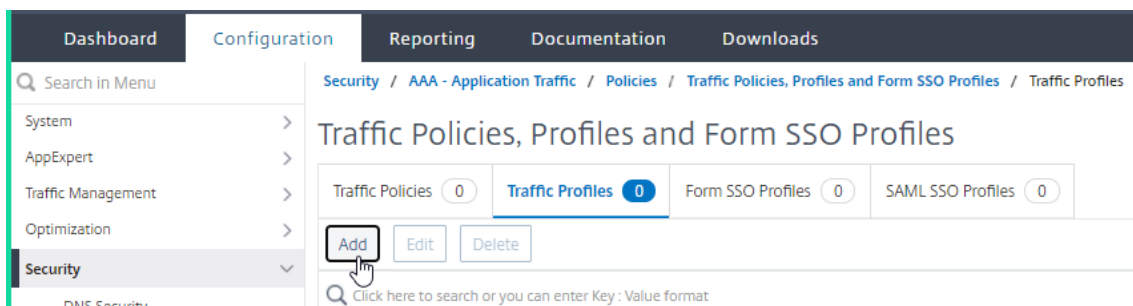 Dashboard Configuration Reporting Documentation Downloads
Search in Menu
Security / AAA - Application Traffic / Policies / Traffic Policies, Profiles and Form SSO Profiles / Traffic Profiles
System
AppExpert
Traffic Management
Optimization
Security
DNS Security
Traffic Policies, Profiles and Form SSO Profiles
Traffic Policies 0 Traffic Profiles 0 Form SSO Profiles 0 SAML SSO Profiles 0
Add Edit Delete
Click here to search or you can enter Key : Value format